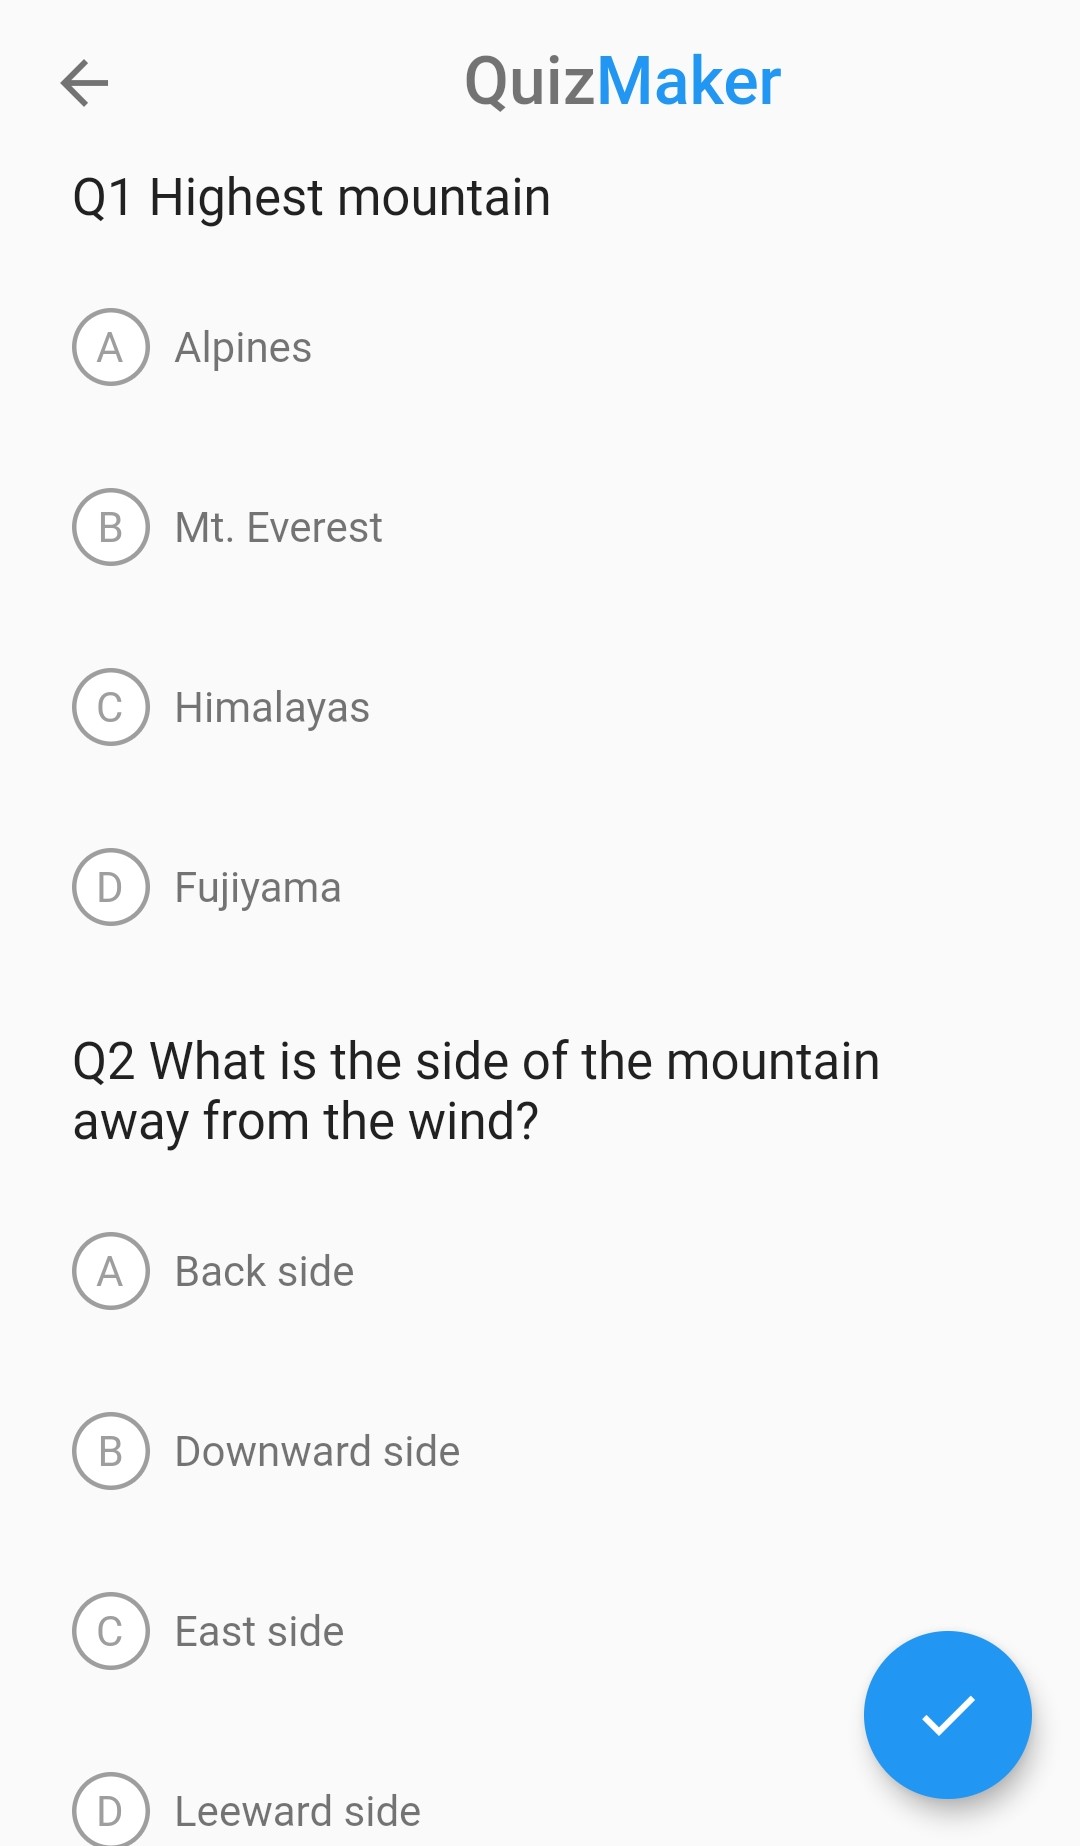 QuizMaker
Q1 Highest mountain
A Alpines
B Mt. Everest
C Himalayas
D Fujiyama
Q2 What is the side of the mountain
away from the wind?
A Back side
B Downward side
C East side
D Leeward side